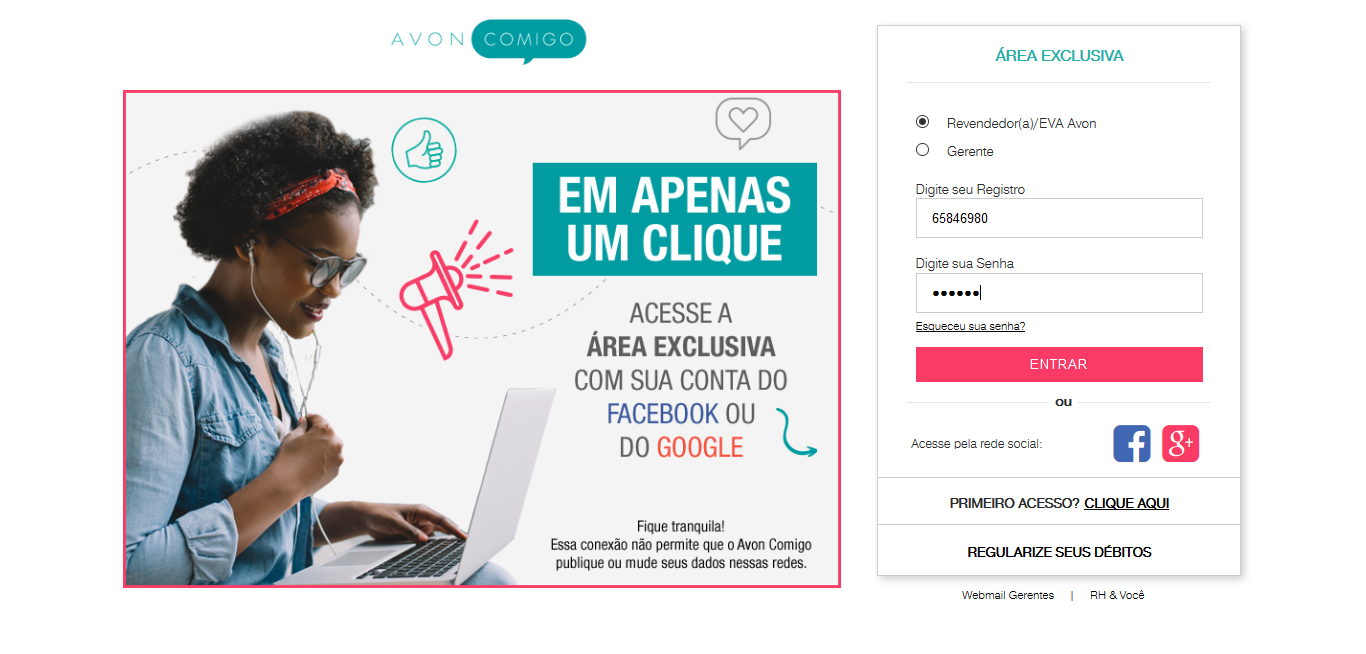 AVON COMIGO
EM APENAS
UM CLIQUE
ACESSE A
ÁREA EXCLUSIVA
COM SUA CONTA DO
FACEBOOK OU
DO GOOGLE
Fique tranquila!
Essa conexão não permite que o Avon Comigo
publique ou mude seus dados nessas redes.
ÁREA EXCLUSIVA
Revendedor(a)/EVA Avon
Gerente
Digite seu Registro
65846980
Digite sua Senha
••••••
Esqueceu sua senha?
ENTRAR
ou
Acesse pela rede social:
f g+
PRIMEIRO ACESSO? CLIQUE AQUI
REGULARIZE SEUS DÉBITOS
Webmail Gerentes | RH & Você